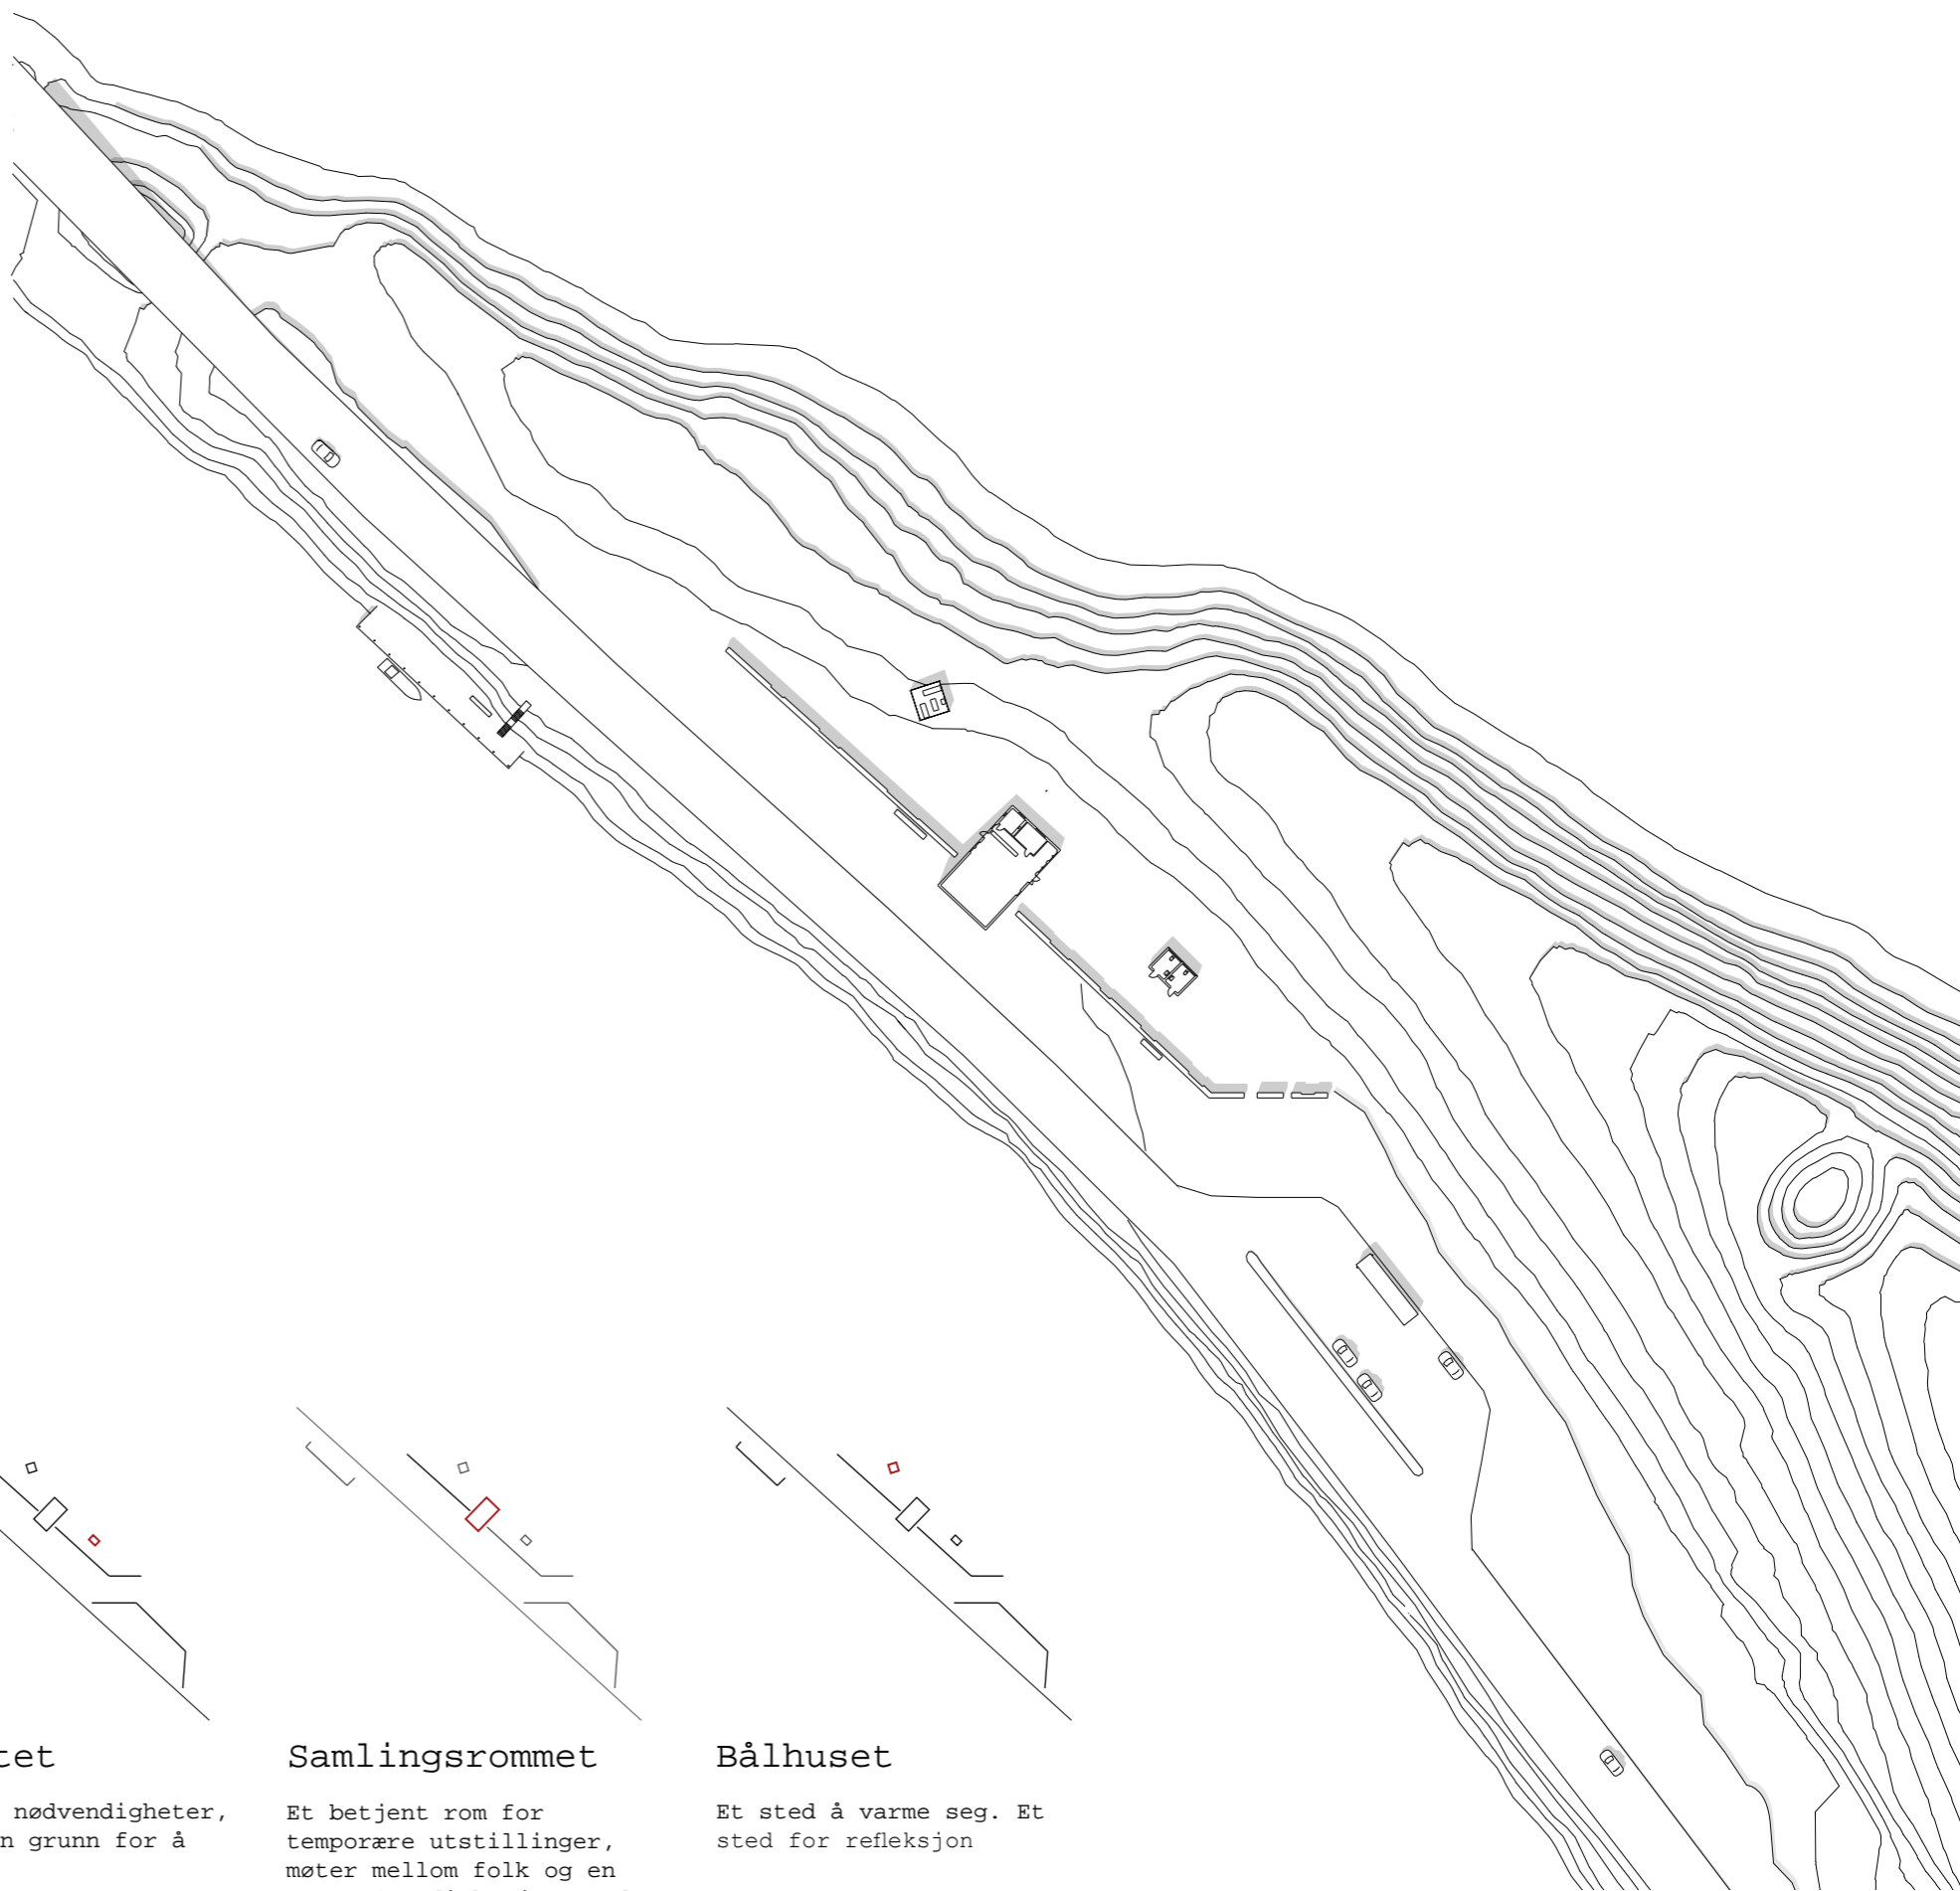 tet
nødvendigheter,
n grunn for å
Samlingsrommet
Et betjent rom for
temporære utstillinger,
møter mellom folk og en
Bålhuset
Et sted å varme seg. Et
sted for refleksjon